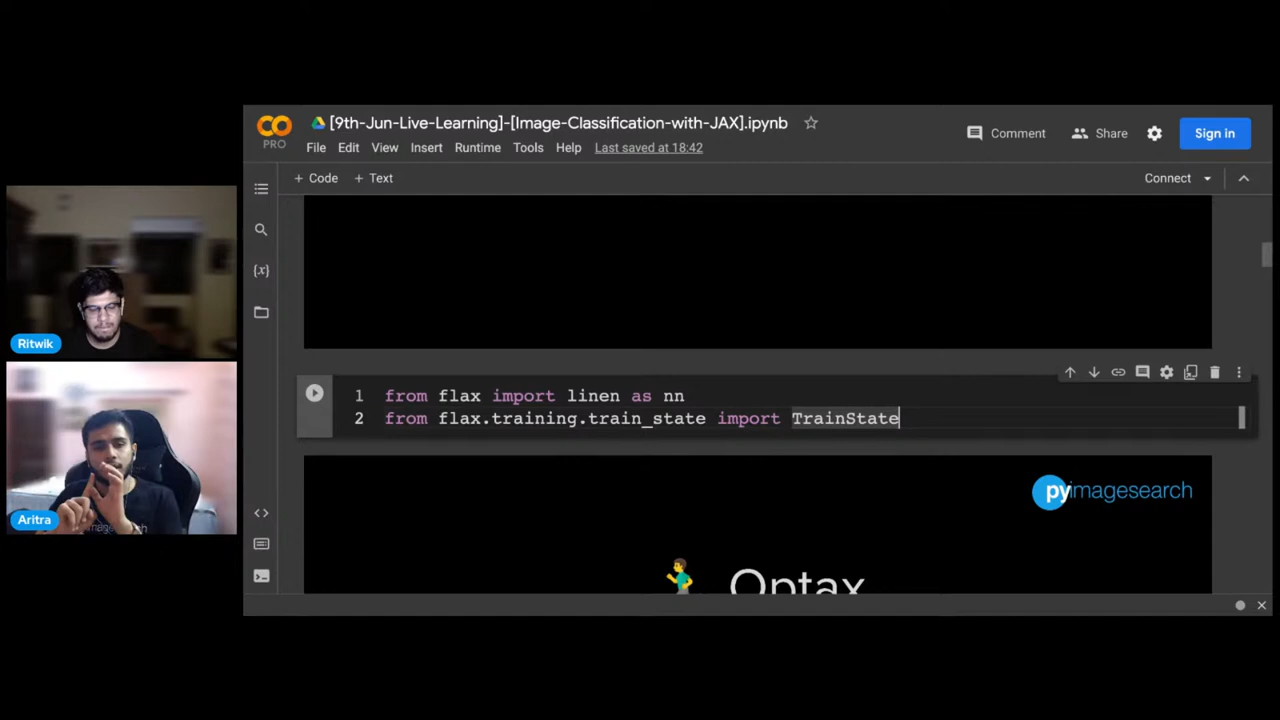 CO
PRO
[9th-Jun-Live-Learning]-[Image-Classification-with-JAX].ipynb
Comment
Share
Sign in
File Edit View Insert Runtime Tools Help Last saved at 18:42
+ Code + Text
Connect
{x}
Ritwik
Aritra
1 from flax import linen as nn
2 from flax.training.train_state import TrainState
pyimagesearch
Optax